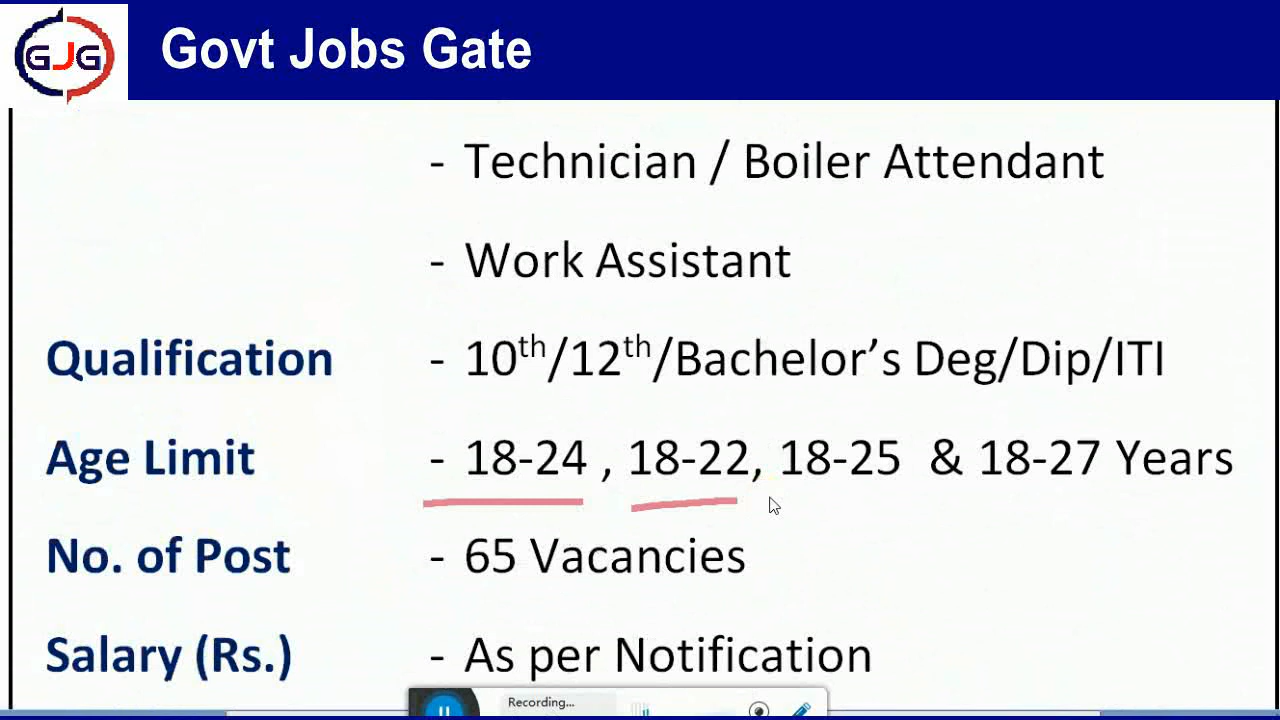 GJG
Govt Jobs Gate
- Technician / Boiler Attendant
- Work Assistant
Qualification - 10th/12th/Bachelor's Deg/Dip/ITI
Age Limit - 18-24 , 18-22, 18-25 & 18-27 Years
No. of Post - 65 Vacancies
Salary (Rs.) - As per Notification
Recording...